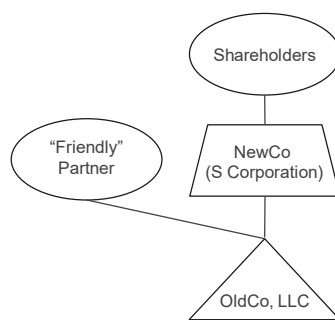 Shareholders
“Friendly”
Partner
NewCo
(S Corporation)
OldCo, LLC